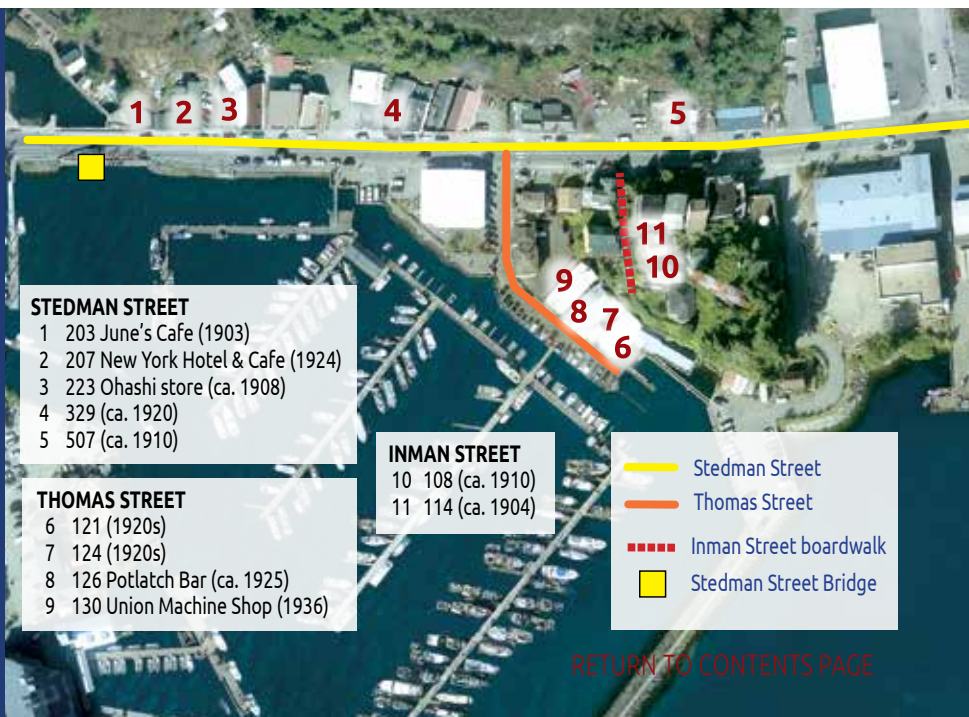 1
2
3
4
5
11
10
9
8
7
6
STEDMAN STREET
1 203 June's Cafe (1903)
2 207 New York Hotel & Cafe (1924)
3 223 Ohashi store (ca. 1908)
4 329 (ca. 1920)
5 507 (ca. 1910)
THOMAS STREET
6 121 (1920s)
7 124 (1920s)
8 126 Potlatch Bar (ca. 1925)
9 130 Union Machine Shop (1936)
INMAN STREET
10 108 (ca. 1910)
11 114 (ca. 1904)
Stedman Street
Thomas Street
Inman Street boardwalk
Stedman Street Bridge
RETURN TO CONTENTS PAGE